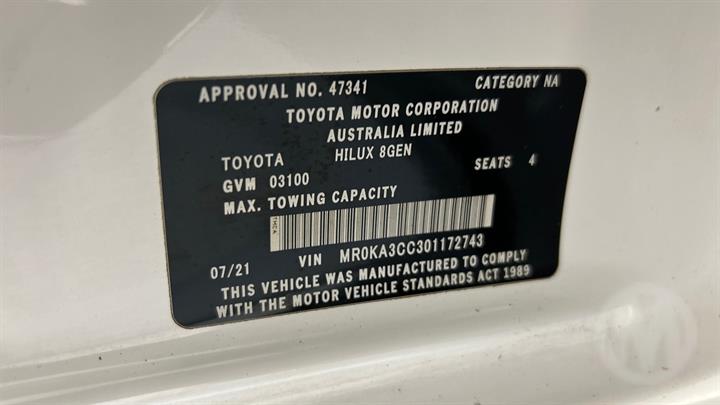 APPROVAL NO. 47341 CATEGORY NA
TOYOTA MOTOR CORPORATION
AUSTRALIA LIMITED
TOYOTA HILUX 8GEN SEATS 4
GVM 03100
MAX. TOWING CAPACITY
THCA
07/21 VIN MR0KA3CC301172743
THIS VEHICLE WAS MANUFACTURED TO COMPLY
WITH THE MOTOR VEHICLE STANDARDS ACT 1989
M